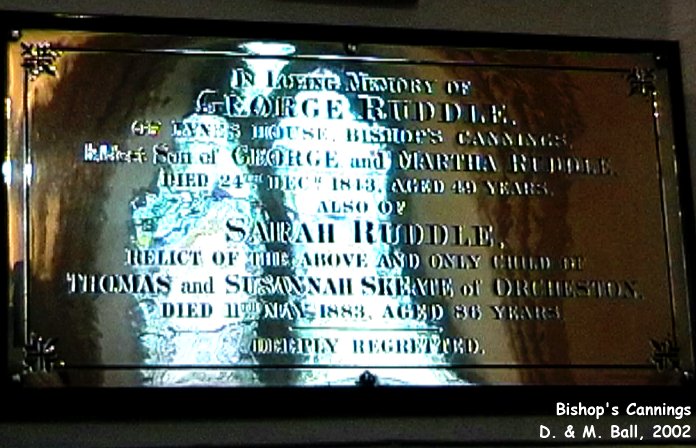 IN LOVING MEMORY OF
GEORGE RUDDLE,
OF LYNES HOUSE, BISHOP'S CANNINGS.
Eldest Son of GEORGE and MARTHA RUDDLE.
DIED 24TH DECR 1843, AGED 49 YEARS.
ALSO OF
SARAH RUDDLE,
RELICT OF THE ABOVE AND ONLY CHILD OF
THOMAS and SUSANNAH SKEATE of ORCHESTON.
DIED 11TH MAY 1883, AGED 86 YEARS
DEEPLY REGRETTED.
Bishop's Cannings
D. & M. Ball, 2002